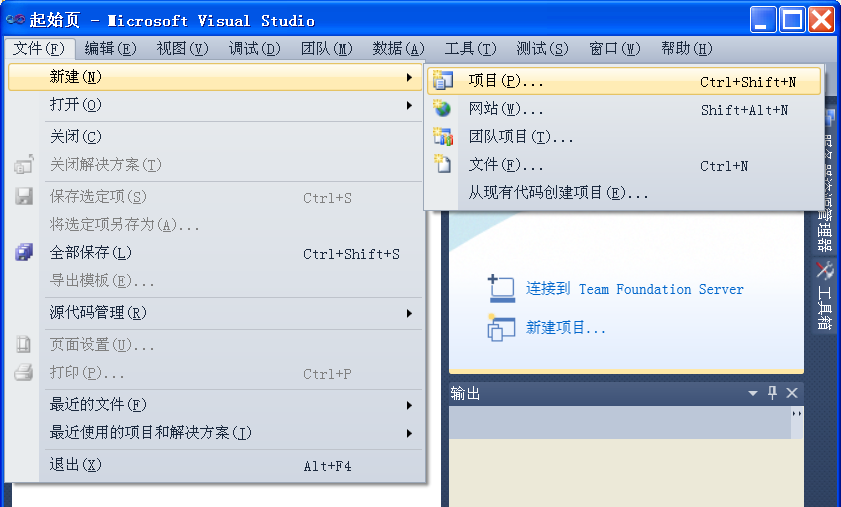 起始页 - Microsoft Visual Studio
文件(F) 编辑(E) 视图(V) 调试(D) 团队(M) 数据(A) 工具(T) 测试(S) 窗口(W) 帮助(H)
新建(N)
打开(O)
关闭(C)
关闭解决方案(T)
保存选定项(S) Ctrl+S
将选定项另存为(A)...
全部保存(L) Ctrl+Shift+S
导出模板(E)...
源代码管理(R)
页面设置(U)...
打印(P)... Ctrl+P
最近的文件(F)
最近使用的项目和解决方案(J)
退出(X) Alt+F4
项目(P)... Ctrl+Shift+N
网站(W)... Shift+Alt+N
团队项目(T)...
文件(F)... Ctrl+N
从现有代码创建项目(E)...
连接到 Team Foundation Server
新建项目...
输出
服务器资源管理器
工具箱